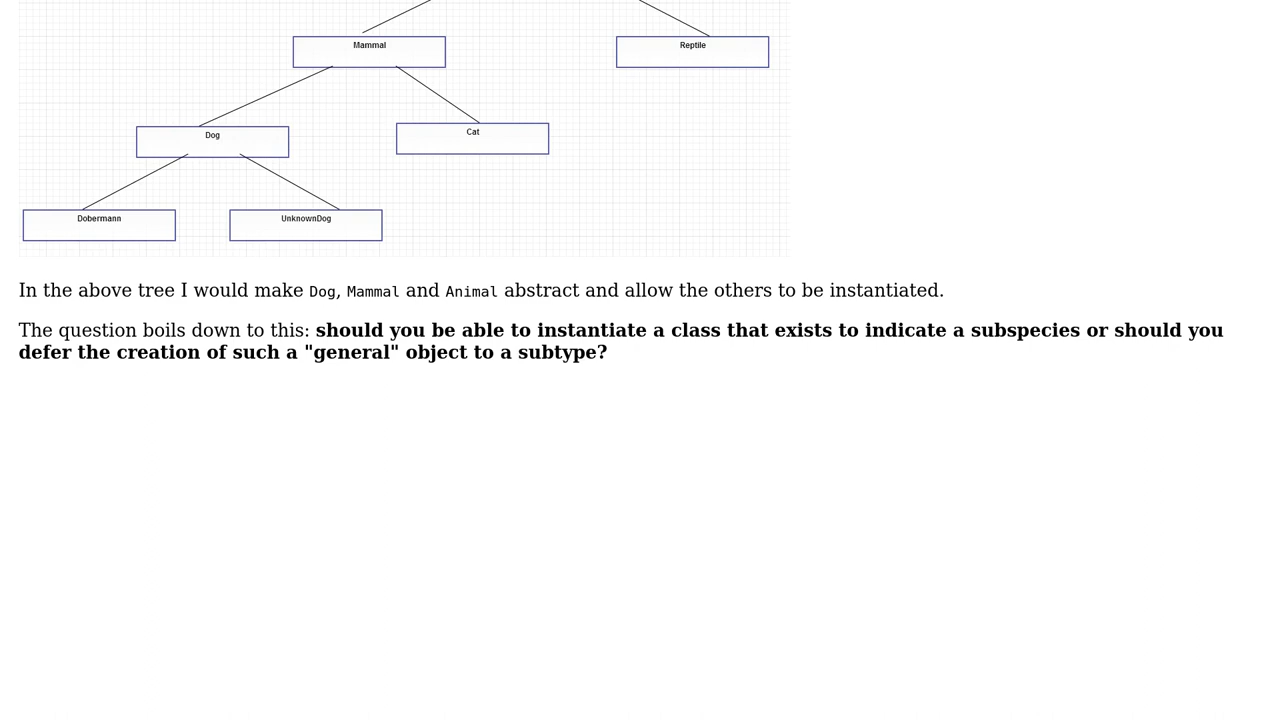 Mammal
Reptile
Dog
Cat
Dobermann
UnknownDog
In the above tree I would make Dog, Mammal and Animal abstract and allow the others to be instantiated.
The question boils down to this: should you be able to instantiate a class that exists to indicate a subspecies or should you
defer the creation of such a "general" object to a subtype?